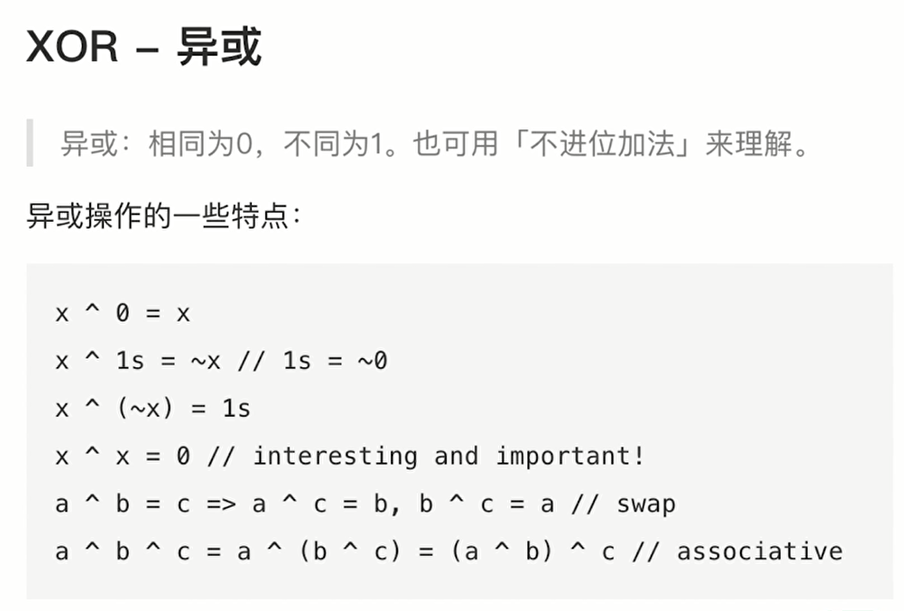 XOR – 异或
异或：相同为0，不同为1。也可用「不进位加法」来理解。
异或操作的一些特点：
x ^ 0 = x
x ^ 1s = ~x // 1s = ~0
x ^ (~x) = 1s
x ^ x = 0 // interesting and important!
a ^ b = c => a ^ c = b, b ^ c = a // swap
a ^ b ^ c = a ^ (b ^ c) = (a ^ b) ^ c // associative